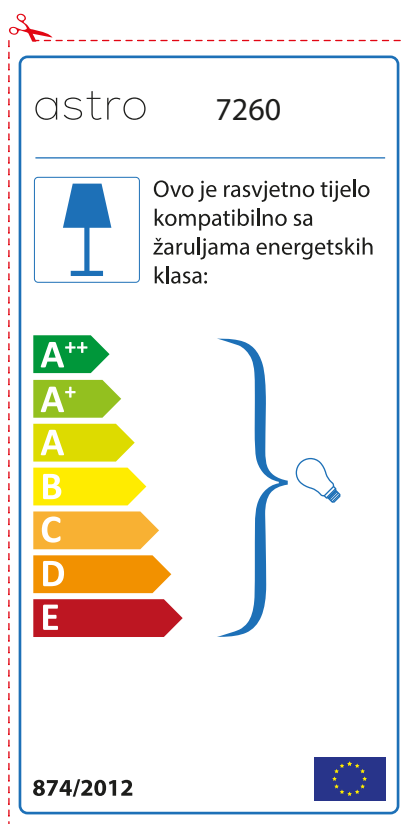 astro 7260
Ovo je rasvjetno tijelo
kompatibilno sa
žaruljama energetskih
klasa:
A++
A+
A
B
C
D
E
874/2012